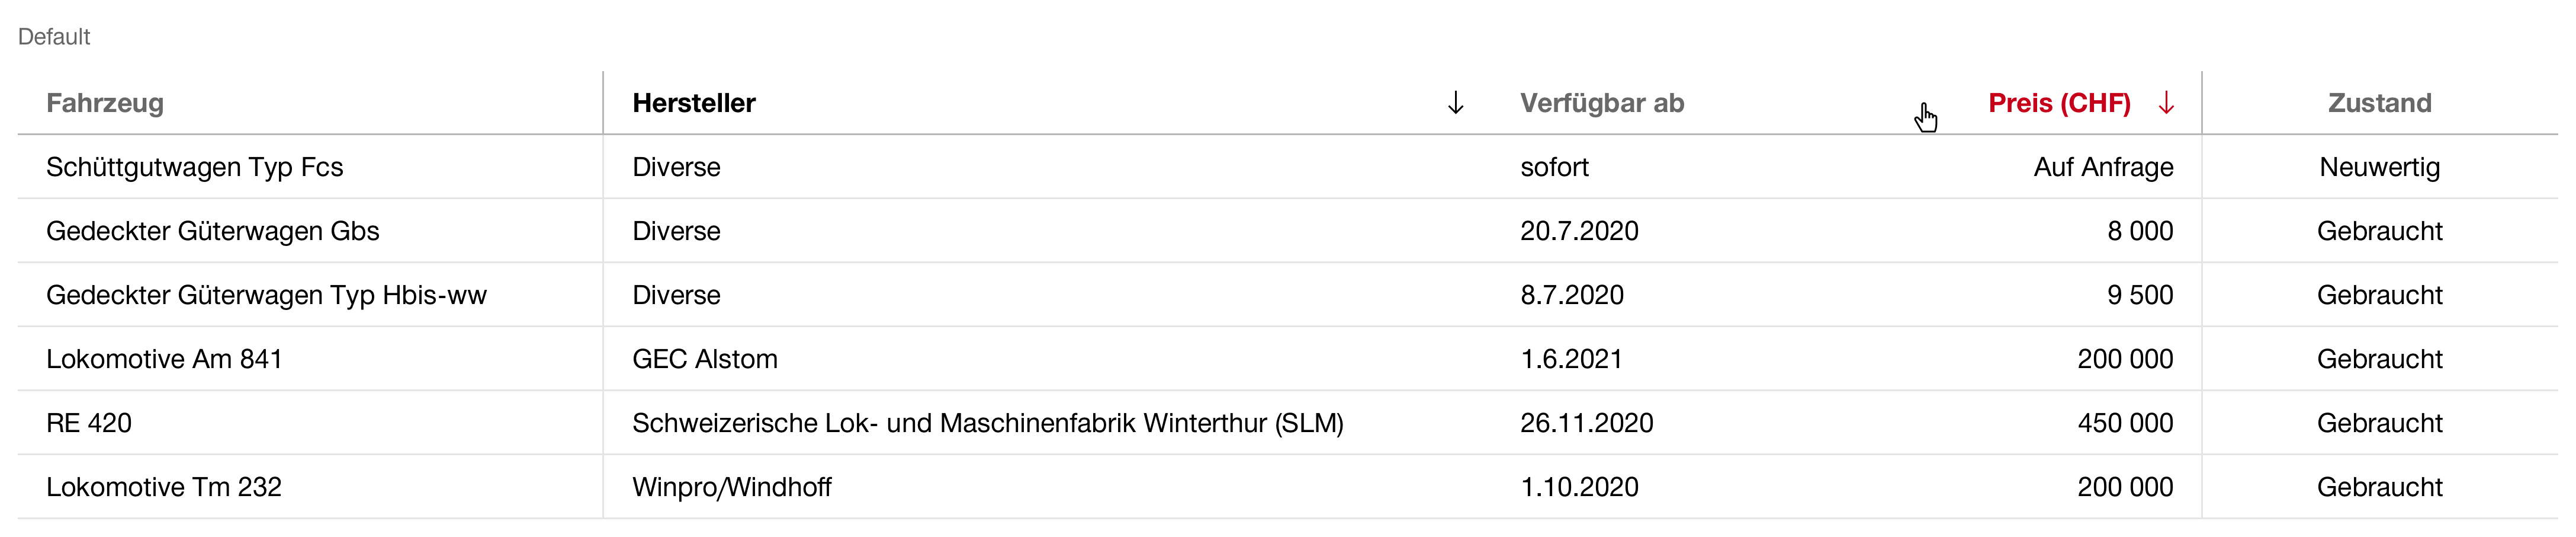 Default
Fahrzeug Hersteller Verfügbar ab Preis (CHF) Zustand
Schüttgutwagen Typ Fcs Diverse sofort Auf Anfrage Neuwertig
Gedeckter Güterwagen Gbs Diverse 20.7.2020 8 000 Gebraucht
Gedeckter Güterwagen Typ Hbis-ww Diverse 8.7.2020 9 500 Gebraucht
Lokomotive Am 841 GEC Alstom 1.6.2021 200 000 Gebraucht
RE 420 Schweizerische Lok- und Maschinenfabrik Winterthur (SLM) 26.11.2020 450 000 Gebraucht
Lokomotive Tm 232 Winpro/Windhoff 1.10.2020 200 000 Gebraucht